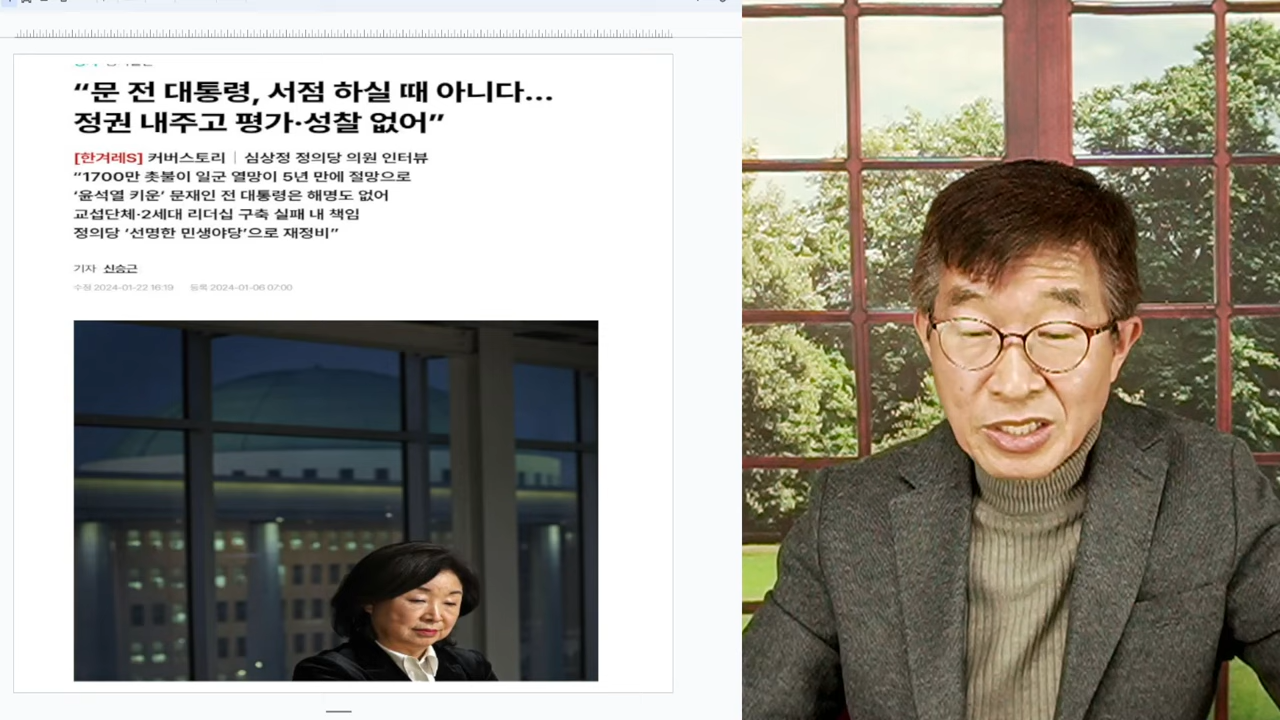 “문 전 대통령, 서점 하실 때 아니다…
정권 내주고 평가·성찰 없어”
[한겨레S] 커버스토리 | 심상정 정의당 의원 인터뷰
“1700만 촛불이 일군 열망이 5년 만에 절망으로
‘윤석열 키운’ 문재인 전 대통령은 해명도 없어
교섭단체·2세대 리더십 구축 실패 내 책임
정의당 ‘선명한 민생야당’으로 재정비”
기자 신승근
수정 2024-01-22 16:19 등록 2024-01-06 07:00